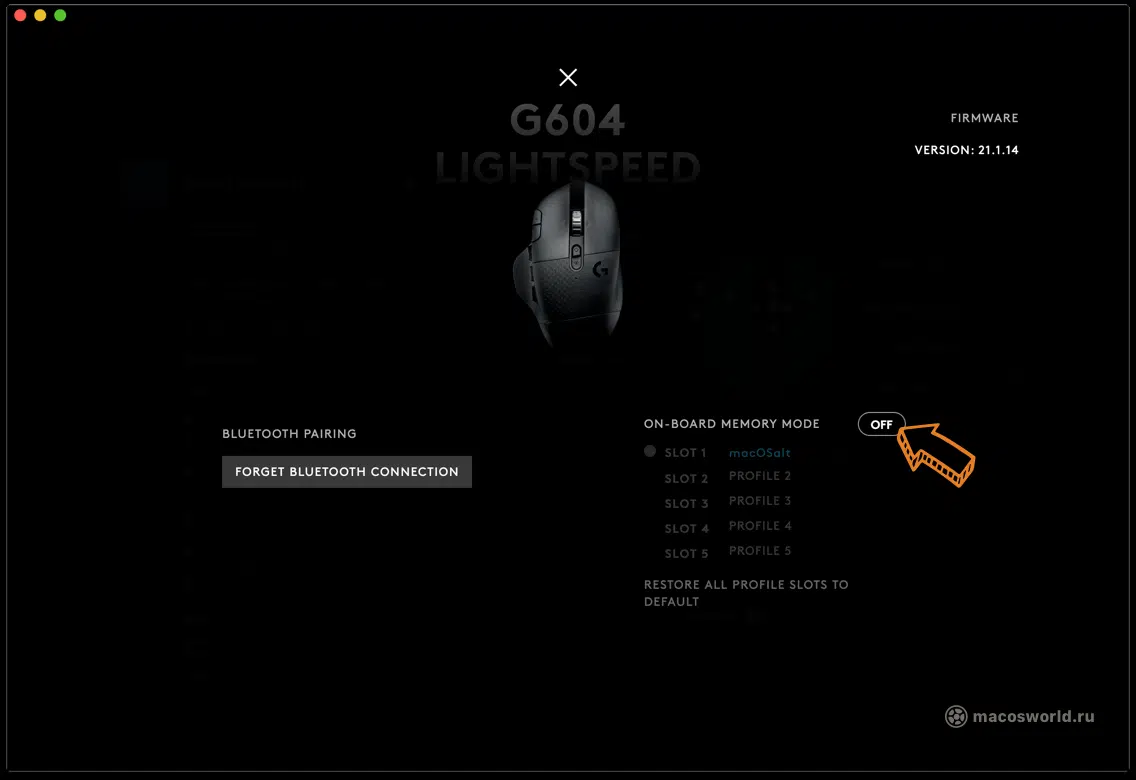 G604
LIGHTSPEED
FIRMWARE
VERSION: 21.1.14
BLUETOOTH PAIRING
FORGET BLUETOOTH CONNECTION
ON-BOARD MEMORY MODE OFF
SLOT 1 macOSalt
SLOT 2 PROFILE 2
SLOT 3 PROFILE 3
SLOT 4 PROFILE 4
SLOT 5 PROFILE 5
RESTORE ALL PROFILE SLOTS TO
DEFAULT
macosworld.ru